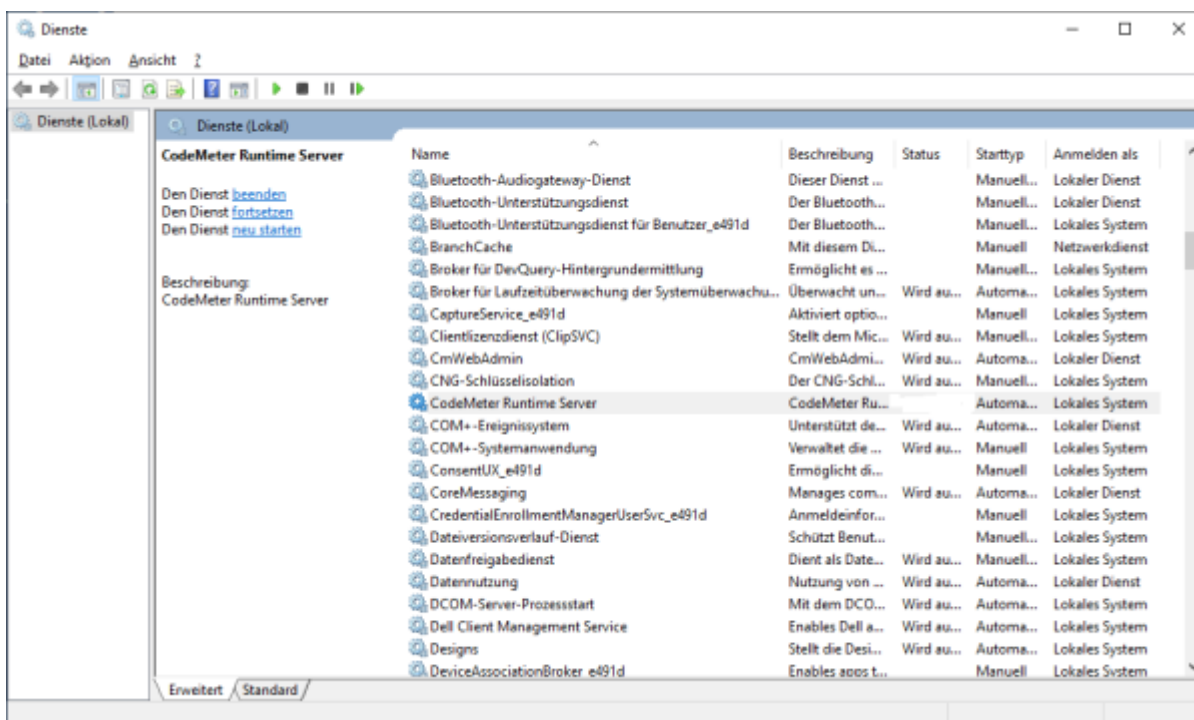 Dienste
Datei Aktion Ansicht ?
Dienste (Lokal)
Dienste (Lokal)
CodeMeter Runtime Server
Den Dienst beenden
Den Dienst fortsetzen
Den Dienst neu starten
Beschreibung:
CodeMeter Runtime Server
Name Beschreibung Status Starttyp Anmelden als
Bluetooth-Audiogateway-Dienst Dieser Dienst ... Manuell... Lokaler Dienst
Bluetooth-Unterstützungsdienst Der Bluetooth... Manuell... Lokaler Dienst
Bluetooth-Unterstützungsdienst für Benutzer_e491d Der Bluetooth... Manuell... Lokales System
BranchCache Mit diesem Di... Manuell Netzwerkdienst
Broker für DevQuery-Hintergrundermittlung Ermöglicht es ... Manuell... Lokales System
Broker für Laufzeitüberwachung der Systemüberwachu... Überwacht un... Wird au... Automa... Lokales System
CaptureService_e491d Aktiviert optio... Manuell Lokales System
Clientlizenzdienst (ClipSVC) Stellt dem Mic... Wird au... Manuell... Lokales System
CmWebAdmin CmWebAdmi... Wird au... Automa... Lokaler Dienst
CNG-Schlüsselisolation Der CNG-Schl... Wird au... Manuell... Lokales System
CodeMeter Runtime Server CodeMeter Ru... Automa... Lokales System
COM+-Ereignissystem Unterstützt de... Wird au... Automa... Lokaler Dienst
COM+-Systemanwendung Verwaltet die ... Wird au... Manuell Lokales System
ConsentUX_e491d Ermöglicht di... Manuell Lokales System
CoreMessaging Manages com... Wird au... Automa... Lokaler Dienst
CredentialEnrollmentManagerUserSvc_e491d Anmeldeinfor... Manuell Lokales System
Dateiversionsverlauf-Dienst Schützt Benut... Manuell... Lokales System
Datenfreigabedienst Dient als Date... Wird au... Manuell... Lokales System
Datennutzung Nutzung von ... Wird au... Automa... Lokaler Dienst
DCOM-Server-Prozessstart Mit dem DCO... Wird au... Automa... Lokales System
Dell Client Management Service Enables Dell a... Wird au... Automa... Lokales System
Designs Stellt die Desi... Wird au... Automa... Lokales System
DeviceAssociationBroker_e491d Enables apps t... Manuell Lokales System
Erweitert Standard